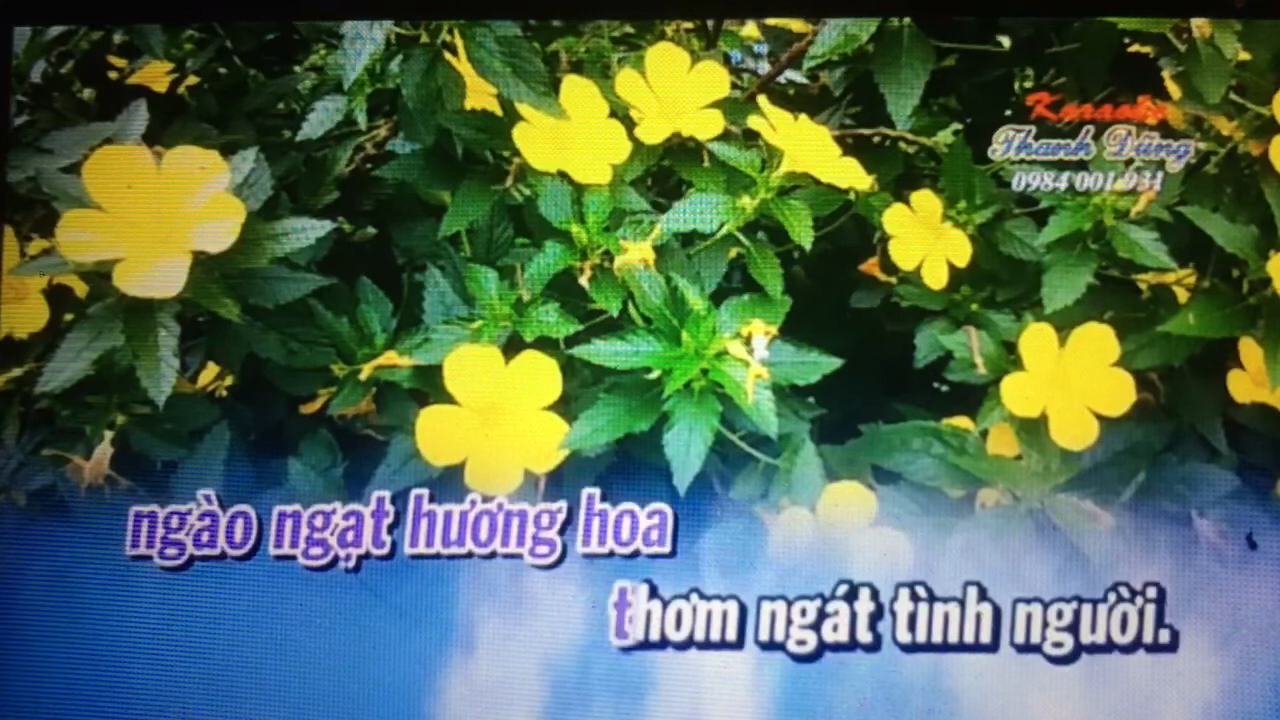 Karaoke
Thanh Dũng
0984 001 931
ngào ngạt hương hoa
thơm ngát tình người.